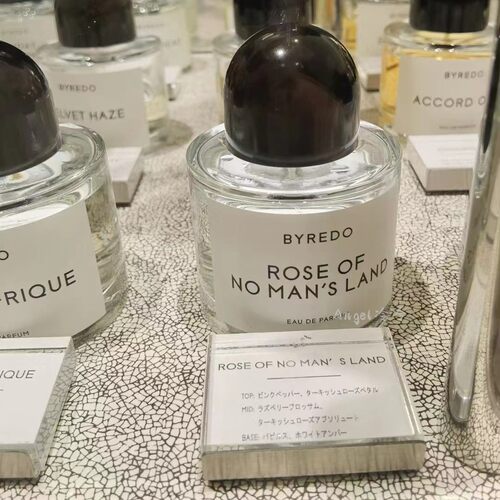 BYREDO
VELVET HAZE
BYREDO
ACCORD O
BYREDO
ROSE OF
NO MAN'S LAND
EAU DE PAR
Angel
RIQUE
PARFUM
IQUE
ROSE OF NO MAN'S LAND
TOP: ピンクペッパー、ターキッシュローズペタル
MID: ラズベリーブロッサム、
ターキッシュローズアブソリュート
BASE: パピルス、ホワイトアンバー